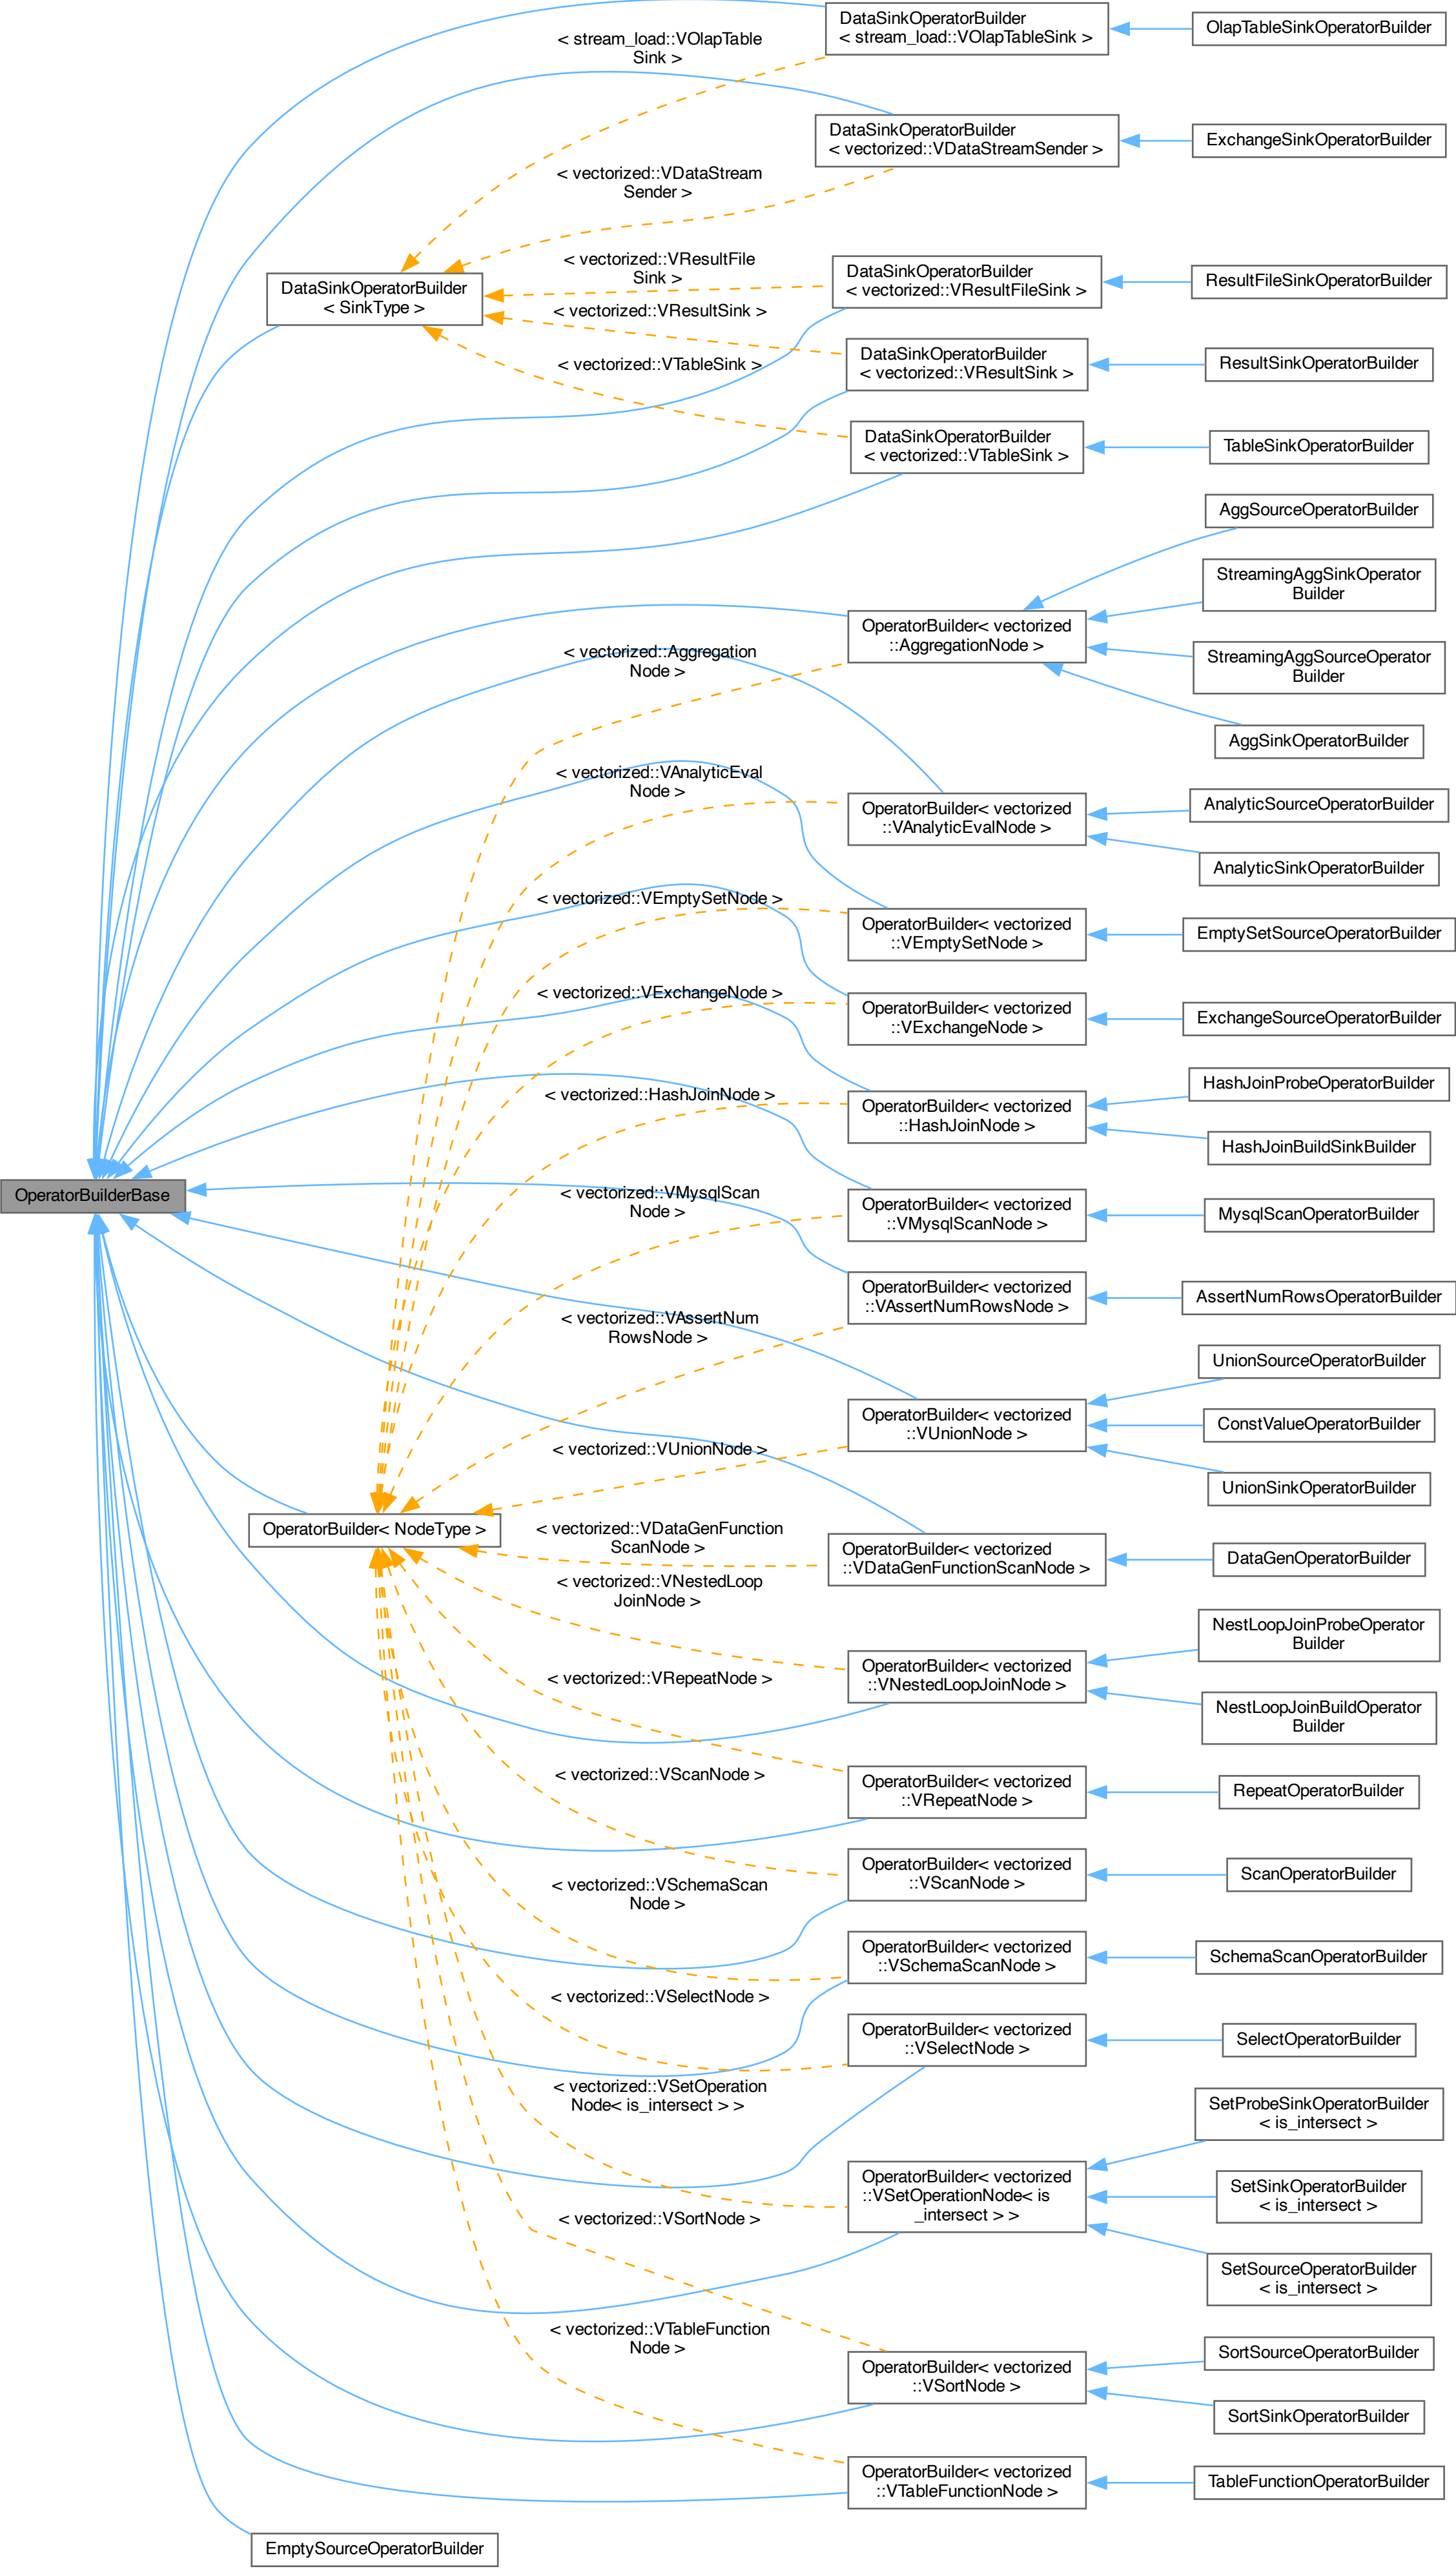 DataSinkOperatorBuilder
< stream_load::VOlapTableSink >
OlapTableSinkOperatorBuilder
< stream_load::VOlapTable
Sink >
DataSinkOperatorBuilder
< vectorized::VDataStreamSender >
ExchangeSinkOperatorBuilder
< vectorized::VDataStream
Sender >
DataSinkOperatorBuilder
< SinkType >
< vectorized::VResultFile
Sink >
DataSinkOperatorBuilder
< vectorized::VResultFileSink >
ResultFileSinkOperatorBuilder
< vectorized::VResultSink >
DataSinkOperatorBuilder
< vectorized::VResultSink >
ResultSinkOperatorBuilder
< vectorized::VTableSink >
DataSinkOperatorBuilder
< vectorized::VTableSink >
TableSinkOperatorBuilder
AggSourceOperatorBuilder
StreamingAggSinkOperator
Builder
OperatorBuilder< vectorized
::AggregationNode >
< vectorized::Aggregation
Node >
StreamingAggSourceOperator
Builder
AggSinkOperatorBuilder
< vectorized::VAnalyticEval
Node >
OperatorBuilder< vectorized
::VAnalyticEvalNode >
AnalyticSourceOperatorBuilder
AnalyticSinkOperatorBuilder
< vectorized::VEmptySetNode >
OperatorBuilder< vectorized
::VEmptySetNode >
EmptySetSourceOperatorBuilder
< vectorized::VExchangeNode >
OperatorBuilder< vectorized
::VExchangeNode >
ExchangeSourceOperatorBuilder
< vectorized::HashJoinNode >
OperatorBuilder< vectorized
::HashJoinNode >
HashJoinProbeOperatorBuilder
HashJoinBuildSinkBuilder
OperatorBuilderBase
< vectorized::VMysqlScan
Node >
OperatorBuilder< vectorized
::VMysqlScanNode >
MysqlScanOperatorBuilder
< vectorized::VAssertNum
RowsNode >
OperatorBuilder< vectorized
::VAssertNumRowsNode >
AssertNumRowsOperatorBuilder
< vectorized::VUnionNode >
OperatorBuilder< vectorized
::VUnionNode >
UnionSourceOperatorBuilder
ConstValueOperatorBuilder
UnionSinkOperatorBuilder
OperatorBuilder< NodeType >
< vectorized::VDataGenFunction
ScanNode >
OperatorBuilder< vectorized
::VDataGenFunctionScanNode >
DataGenOperatorBuilder
< vectorized::VNestedLoop
JoinNode >
OperatorBuilder< vectorized
::VNestedLoopJoinNode >
NestLoopJoinProbeOperator
Builder
NestLoopJoinBuildOperator
Builder
< vectorized::VRepeatNode >
OperatorBuilder< vectorized
::VRepeatNode >
RepeatOperatorBuilder
< vectorized::VScanNode >
OperatorBuilder< vectorized
::VScanNode >
ScanOperatorBuilder
< vectorized::VSchemaScan
Node >
OperatorBuilder< vectorized
::VSchemaScanNode >
SchemaScanOperatorBuilder
< vectorized::VSelectNode >
OperatorBuilder< vectorized
::VSelectNode >
SelectOperatorBuilder
< vectorized::VSetOperation
Node< is_intersect > >
OperatorBuilder< vectorized
::VSetOperationNode< is
_intersect > >
SetProbeSinkOperatorBuilder
< is_intersect >
SetSinkOperatorBuilder
< is_intersect >
SetSourceOperatorBuilder
< is_intersect >
< vectorized::VSortNode >
OperatorBuilder< vectorized
::VSortNode >
SortSourceOperatorBuilder
SortSinkOperatorBuilder
< vectorized::VTableFunction
Node >
OperatorBuilder< vectorized
::VTableFunctionNode >
TableFunctionOperatorBuilder
EmptySourceOperatorBuilder